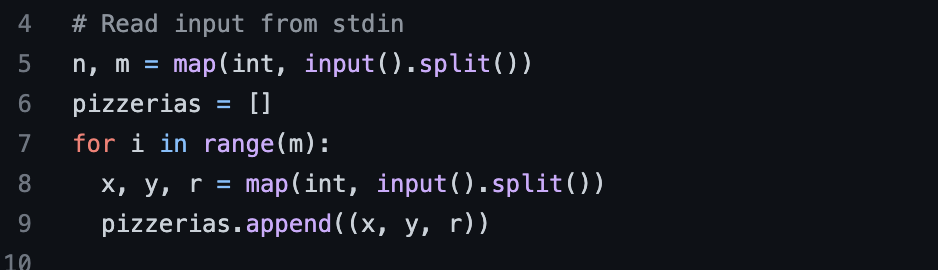 4 # Read input from stdin
5 n, m = map(int, input().split())
6 pizzerias = []
7 for i in range(m):
8 x, y, r = map(int, input().split())
9 pizzerias.append((x, y, r))
10